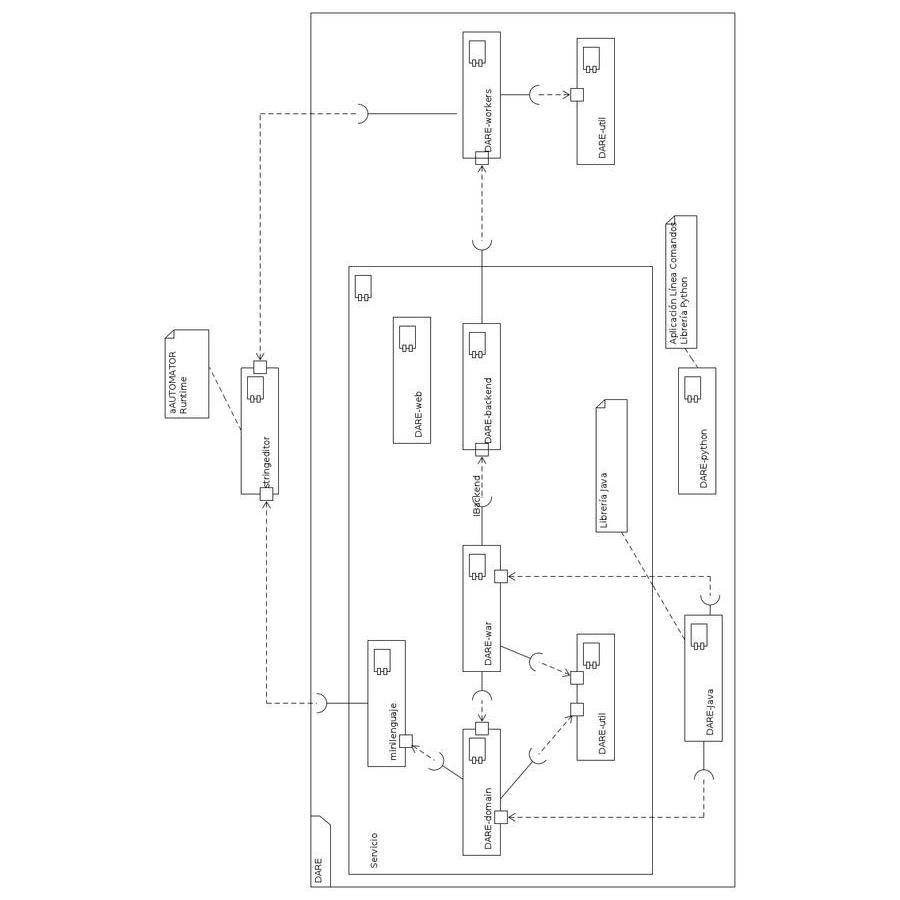 DARE
Servicio
aAUTOMATOR
Runtime
stringeditor
minilenguaje
DARE-web
DARE-domain
DARE-war
IBackend
DARE-backend
DARE-workers
DARE-util
DARE-util
Librería Java
Aplicación Línea Comandos
Librería Python
DARE-python
DARE-java